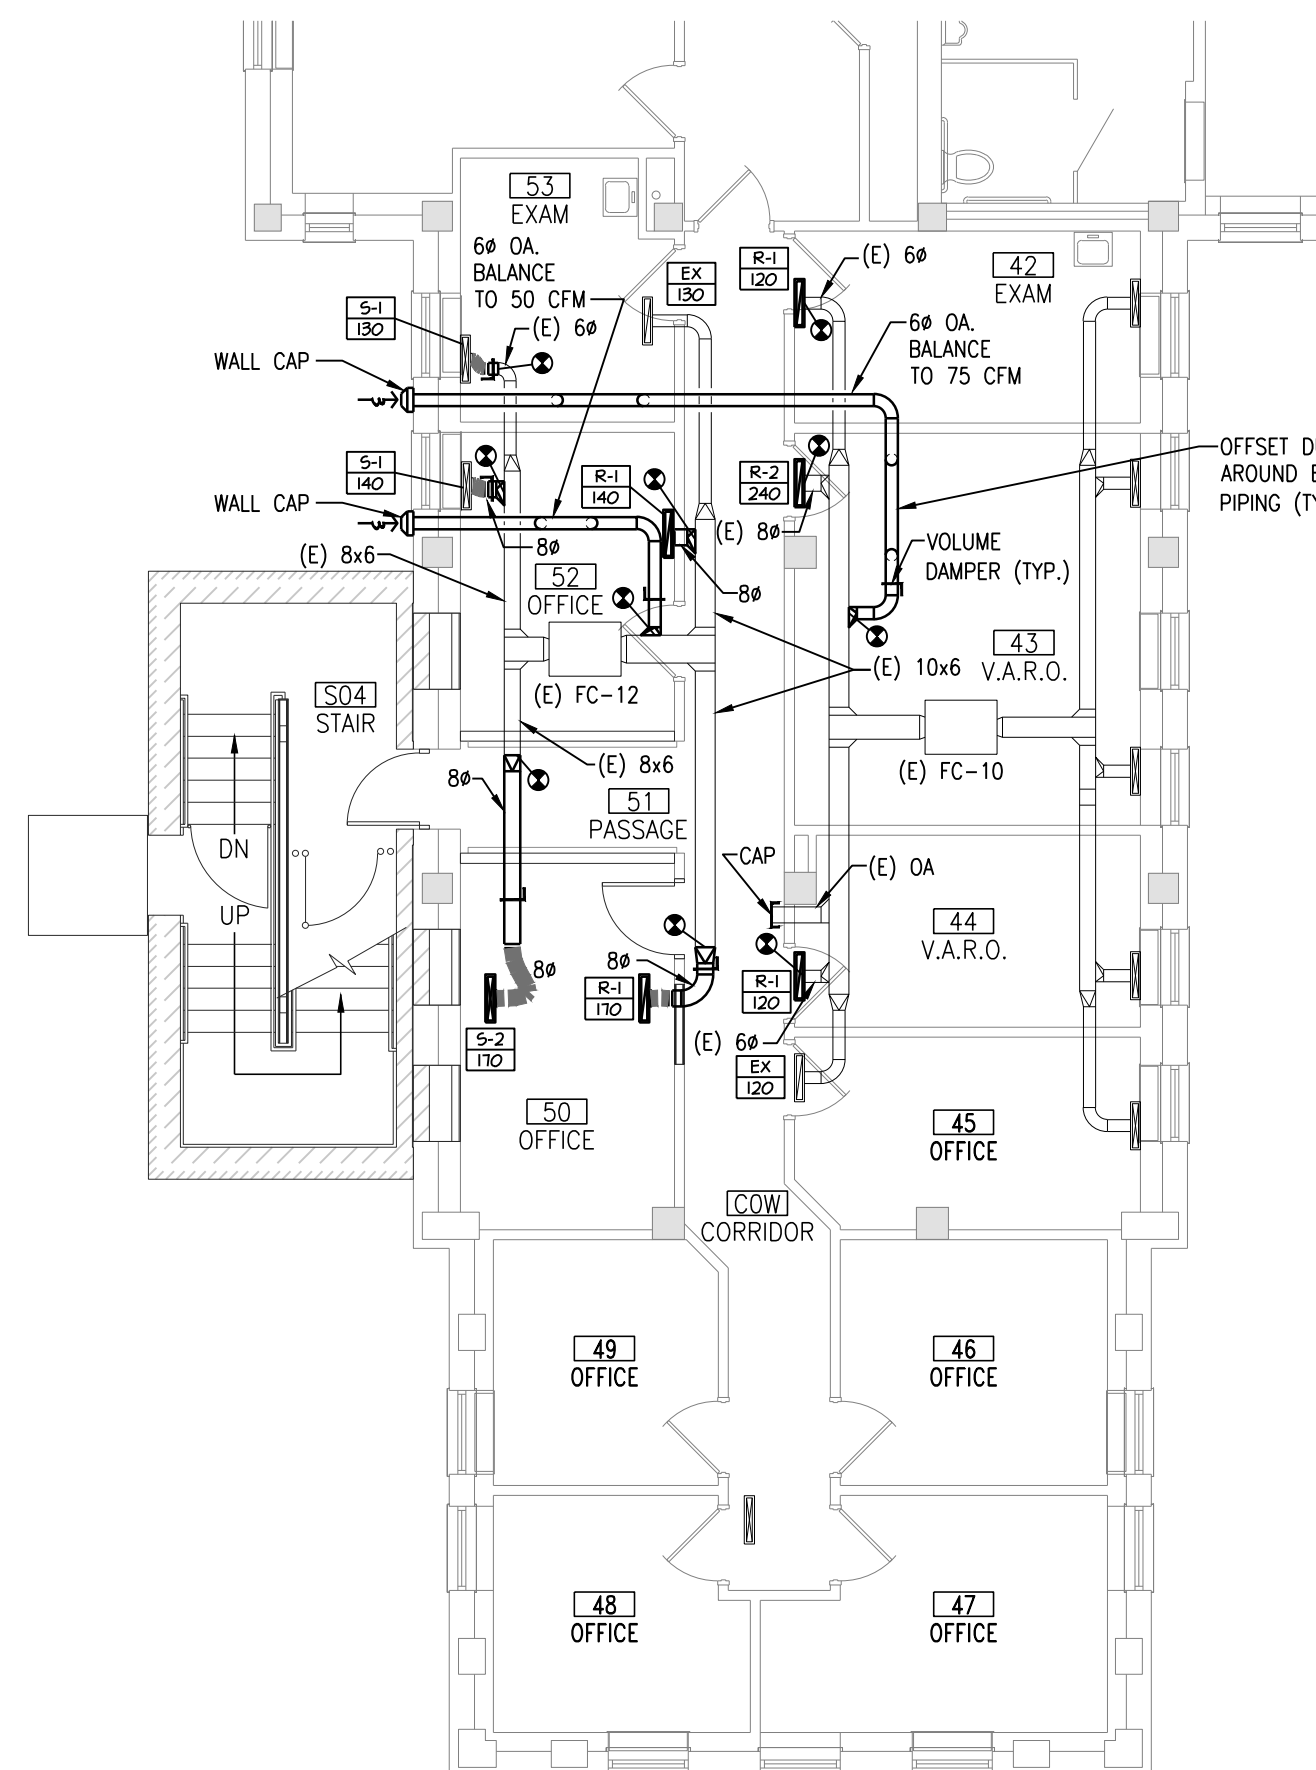 53
EXAM
6ø OA.
BALANCE
TO 50 CFM
EX
130
R-1
120
(E) 6ø
42
EXAM
S-1
130
(E) 6ø
6ø OA.
BALANCE
TO 75 CFM
WALL CAP
S-1
140
R-1
140
R-2
240
OFFSET D
AROUND
PIPING (TY
WALL CAP
(E) 8x6
8ø
(E) 8ø
VOLUME
DAMPER (TYP.)
52
OFFICE
8ø
43
V.A.R.O.
(E) 10x6
S04
STAIR
(E) FC-12
(E) 8x6
(E) FC-10
8ø
51
PASSAGE
DN
CAP
(E) OA
UP
44
V.A.R.O.
8ø
8ø
R-1
170
R-1
120
S-2
170
(E) 6ø
EX
120
50
OFFICE
45
OFFICE
COW
CORRIDOR
49
OFFICE
46
OFFICE
48
OFFICE
47
OFFICE